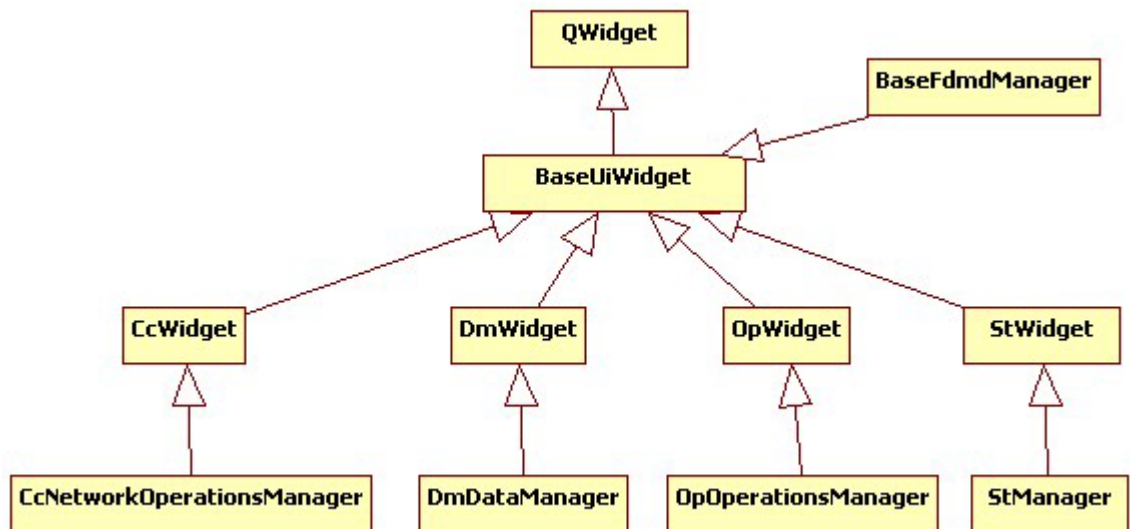 QWidget
BaseFdmdManager
BaseUiWidget
CcWidget
DmWidget
OpWidget
StWidget
CcNetworkOperationsManager
DmDataManager
OpOperationsManager
StManager